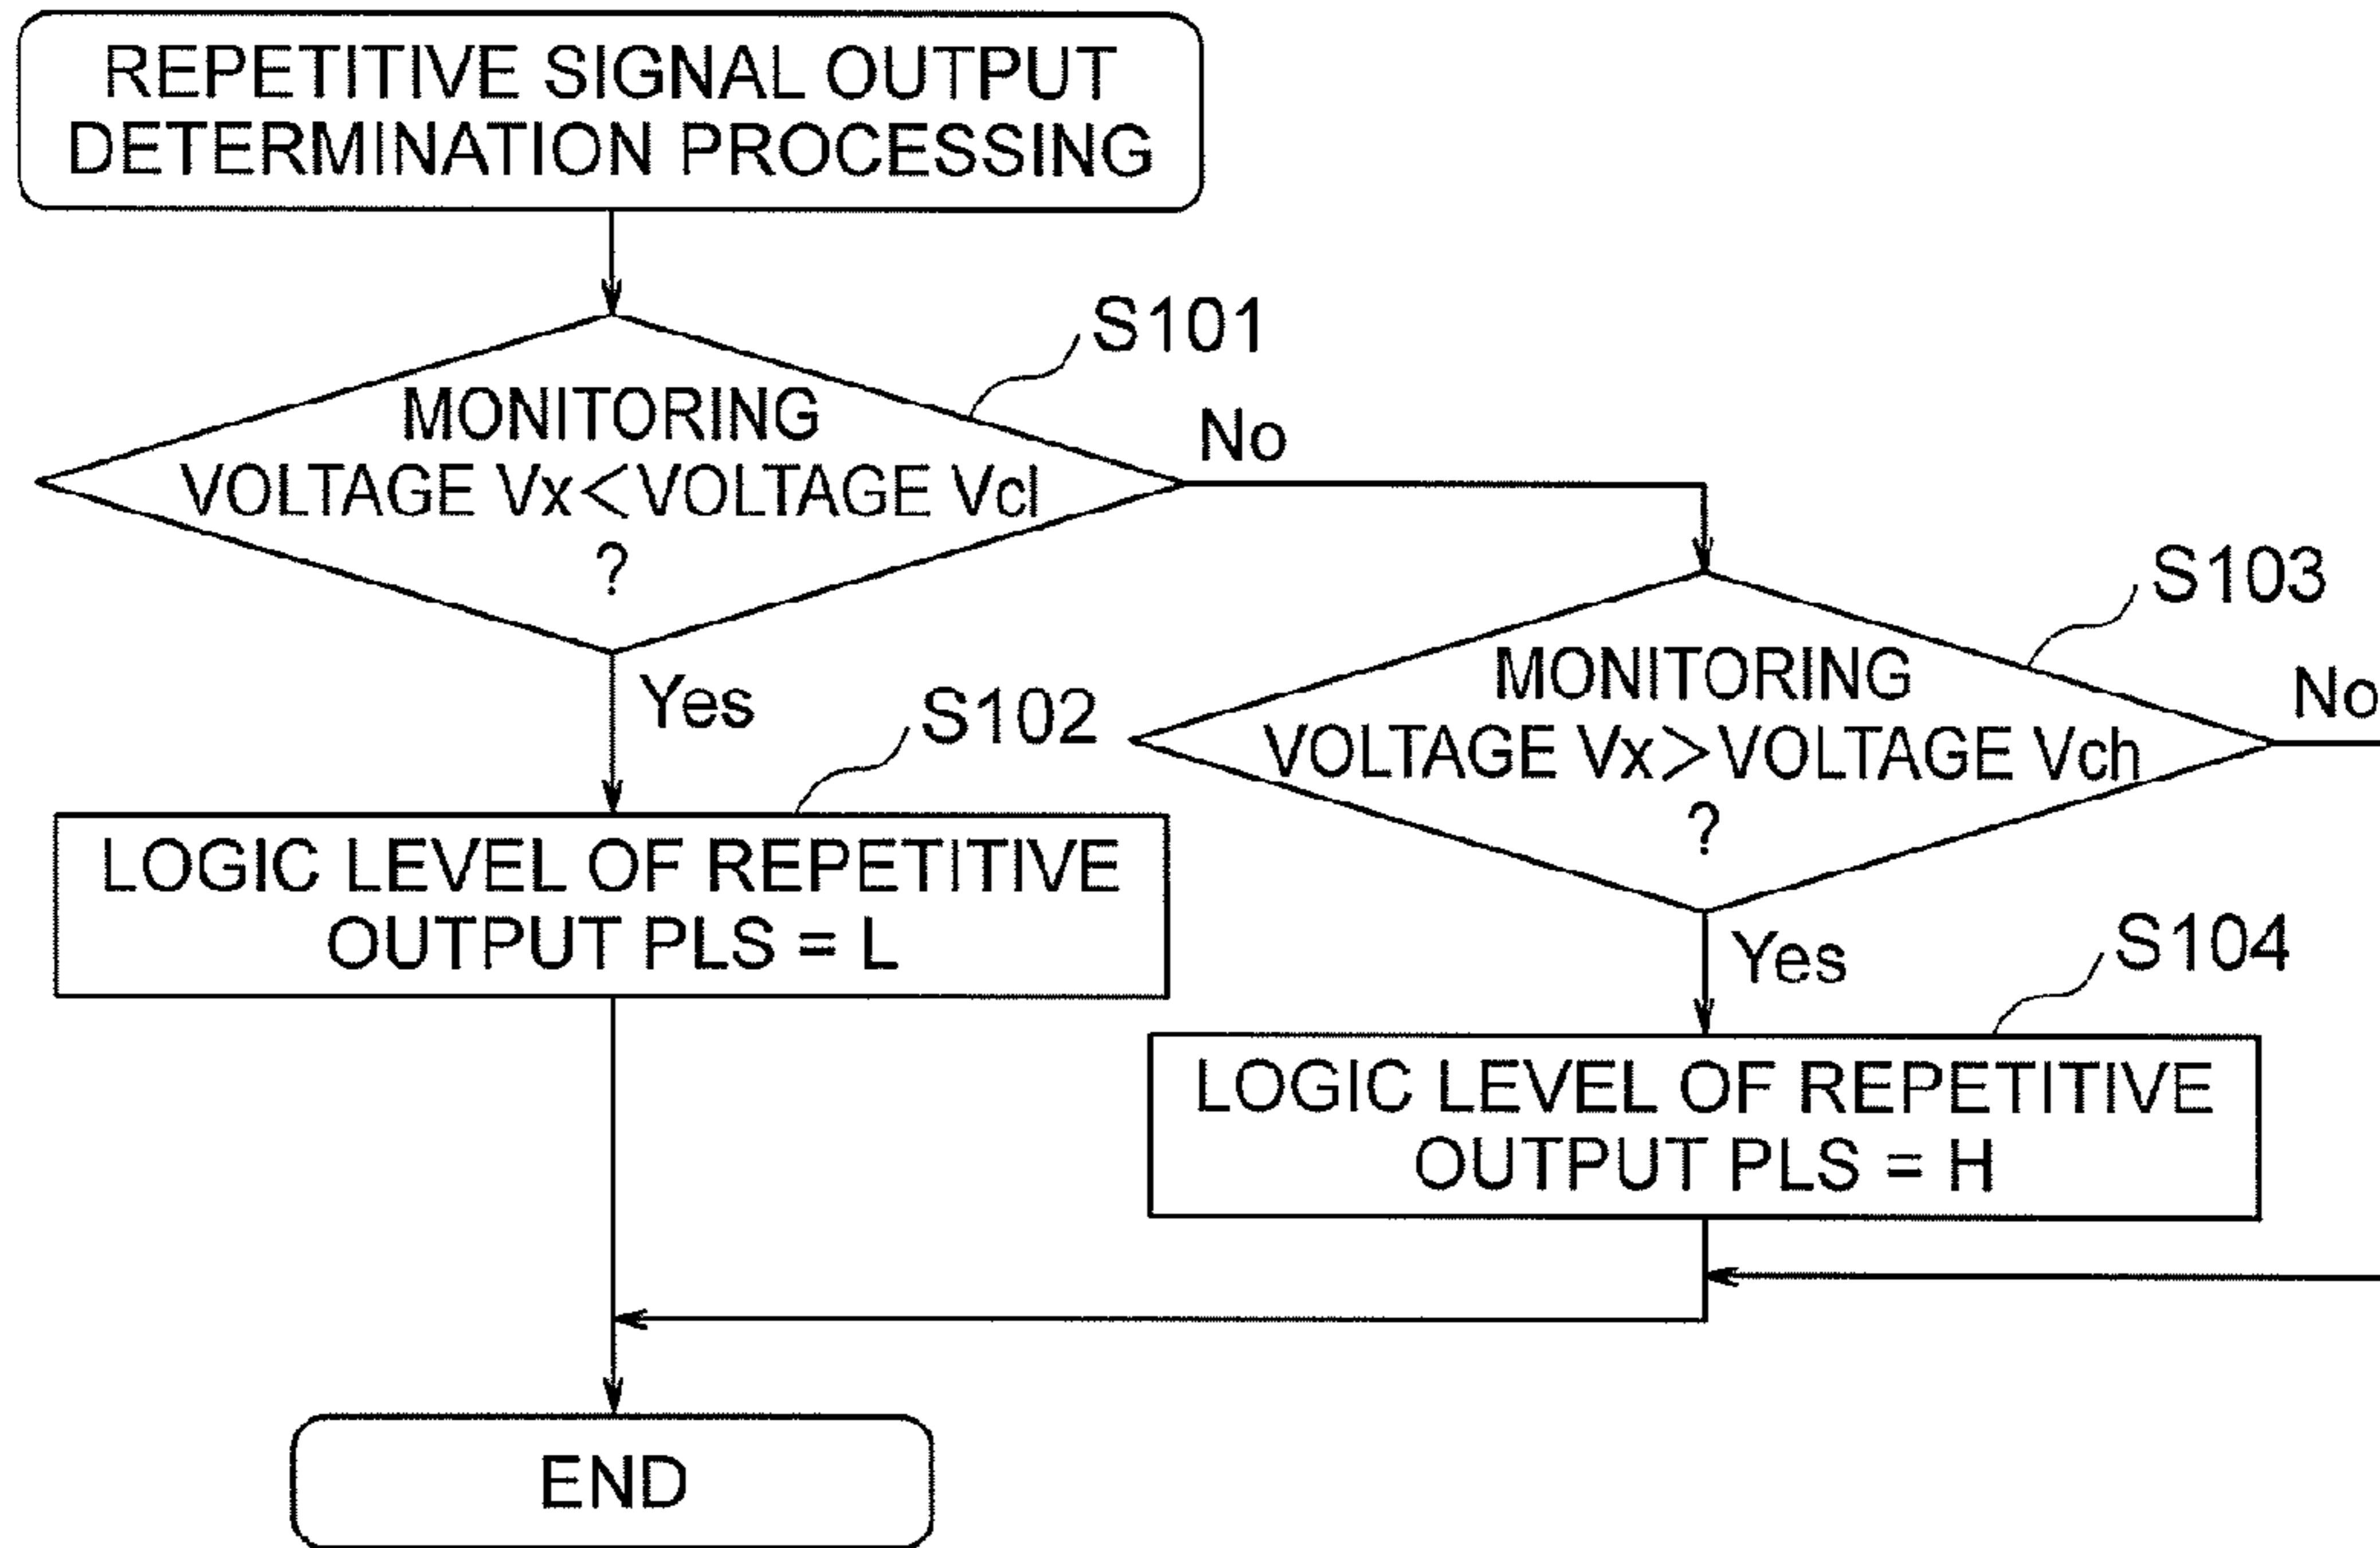 REPETITIVE SIGNAL OUTPUT
DETERMINATION PROCESSING
S101
MONITORING
VOLTAGE Vx<VOLTAGE Vcl
?
No
Yes
S102
LOGIC LEVEL OF REPETITIVE
OUTPUT PLS = L
S103
MONITORING
VOLTAGE Vx>VOLTAGE Vch
?
No
Yes
S104
LOGIC LEVEL OF REPETITIVE
OUTPUT PLS = H
END